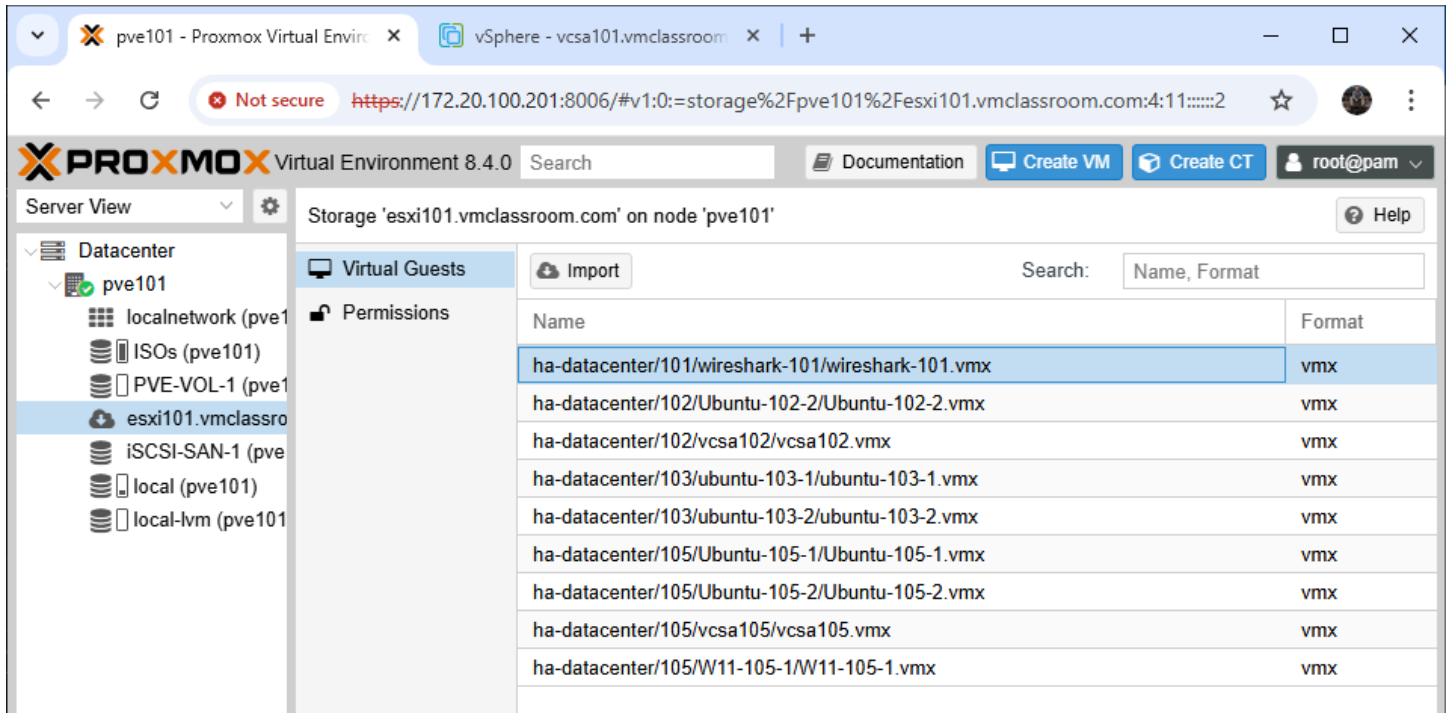 pve101 - Proxmox Virtual Enviro
vSphere - vcsa101.vmclassroom
Not secure https://172.20.100.201:8006/#v1:0:=storage%2Fpve101%2Fesxi101.vmclassroom.com:4:11::::::2
PROXMOX Virtual Environment 8.4.0 Search Documentation Create VM Create CT root@pam
Server View
Storage 'esxi101.vmclassroom.com' on node 'pve101'
Help
Datacenter
pve101
localnetwork (pve1
ISOs (pve101)
PVE-VOL-1 (pve1
esxi101.vmclassro
iSCSI-SAN-1 (pve
local (pve101)
local-lvm (pve101
Virtual Guests
Permissions
Import Search: Name, Format
Name Format
ha-datacenter/101/wireshark-101/wireshark-101.vmx vmx
ha-datacenter/102/Ubuntu-102-2/Ubuntu-102-2.vmx vmx
ha-datacenter/102/vcsa102/vcsa102.vmx vmx
ha-datacenter/103/ubuntu-103-1/ubuntu-103-1.vmx vmx
ha-datacenter/103/ubuntu-103-2/ubuntu-103-2.vmx vmx
ha-datacenter/105/Ubuntu-105-1/Ubuntu-105-1.vmx vmx
ha-datacenter/105/Ubuntu-105-2/Ubuntu-105-2.vmx vmx
ha-datacenter/105/vcsa105/vcsa105.vmx vmx
ha-datacenter/105/W11-105-1/W11-105-1.vmx vmx